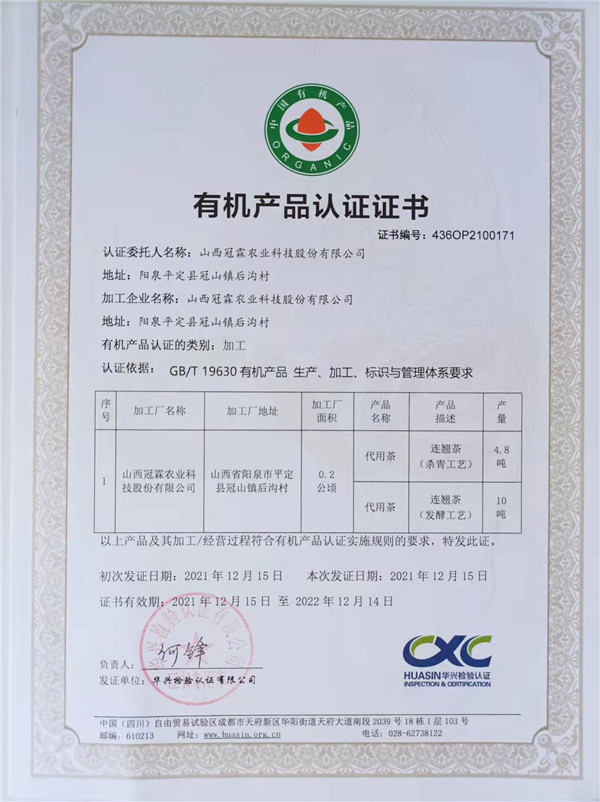 中国有机产品
ORGANIC
有机产品认证证书
证书编号：436OP2100171
认证委托人名称：山西冠霖农业科技股份有限公司
地址：阳泉平定县冠山镇后沟村
加工企业名称：山西冠霖农业科技股份有限公司
地址：阳泉平定县冠山镇后沟村
有机产品认证的类别：加工
认证依据：GB/T 19630 有机产品 生产、加工、标识与管理体系要求
序号 加工厂名称 加工厂地址 加工厂面积 产品名称 产品描述 产量
1 山西冠霖农业科技股份有限公司 山西省阳泉市平定县冠山镇后沟村 0.2公顷 代用茶 连翘茶（杀青工艺） 4.8吨
代用茶 连翘茶（发酵工艺） 10吨
以上产品及其加工/经营过程符合有机产品认证实施规则的要求，特发此证。
初次发证日期：2021 年 12 月 15 日 本次发证日期：2021 年 12 月 15 日
证书有效期：2021 年 12 月 15 日 至 2022 年 12 月 14 日
华兴检验认证有限公司
负责人：何锋
发证单位：华兴检验认证有限公司
CXC
HUASIN 华兴检验认证
INSPECTION & CERTIFICATION
中国（四川）自由贸易试验区成都市天府新区华阳街道天府大道南段 2039 号 18 栋 1 层 103 号
邮编：610213 网址：www.huasin.org.cn 电话：028-62738122